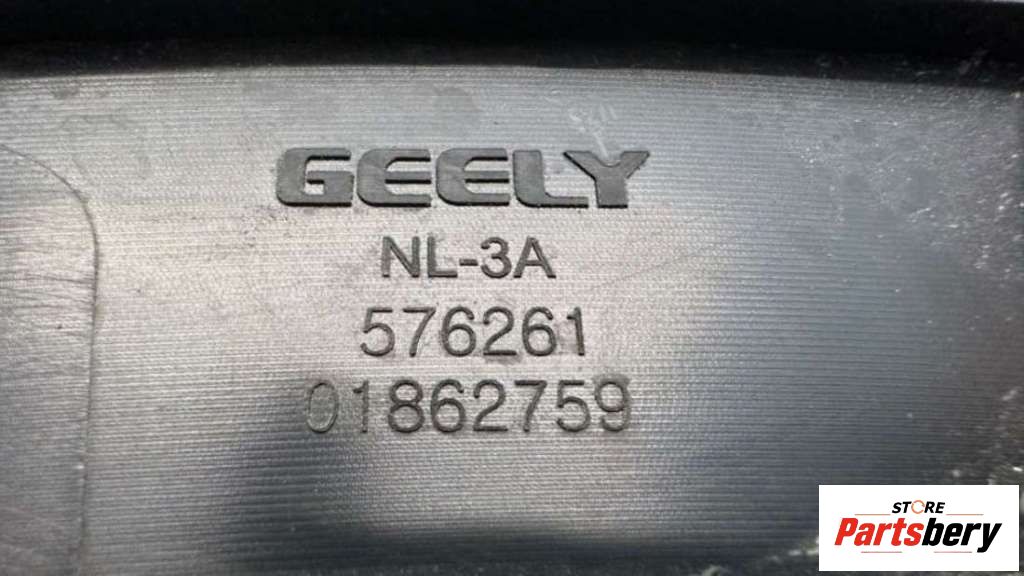 GEELY
NL-3A
576261
01862759
STORE
Partsbery